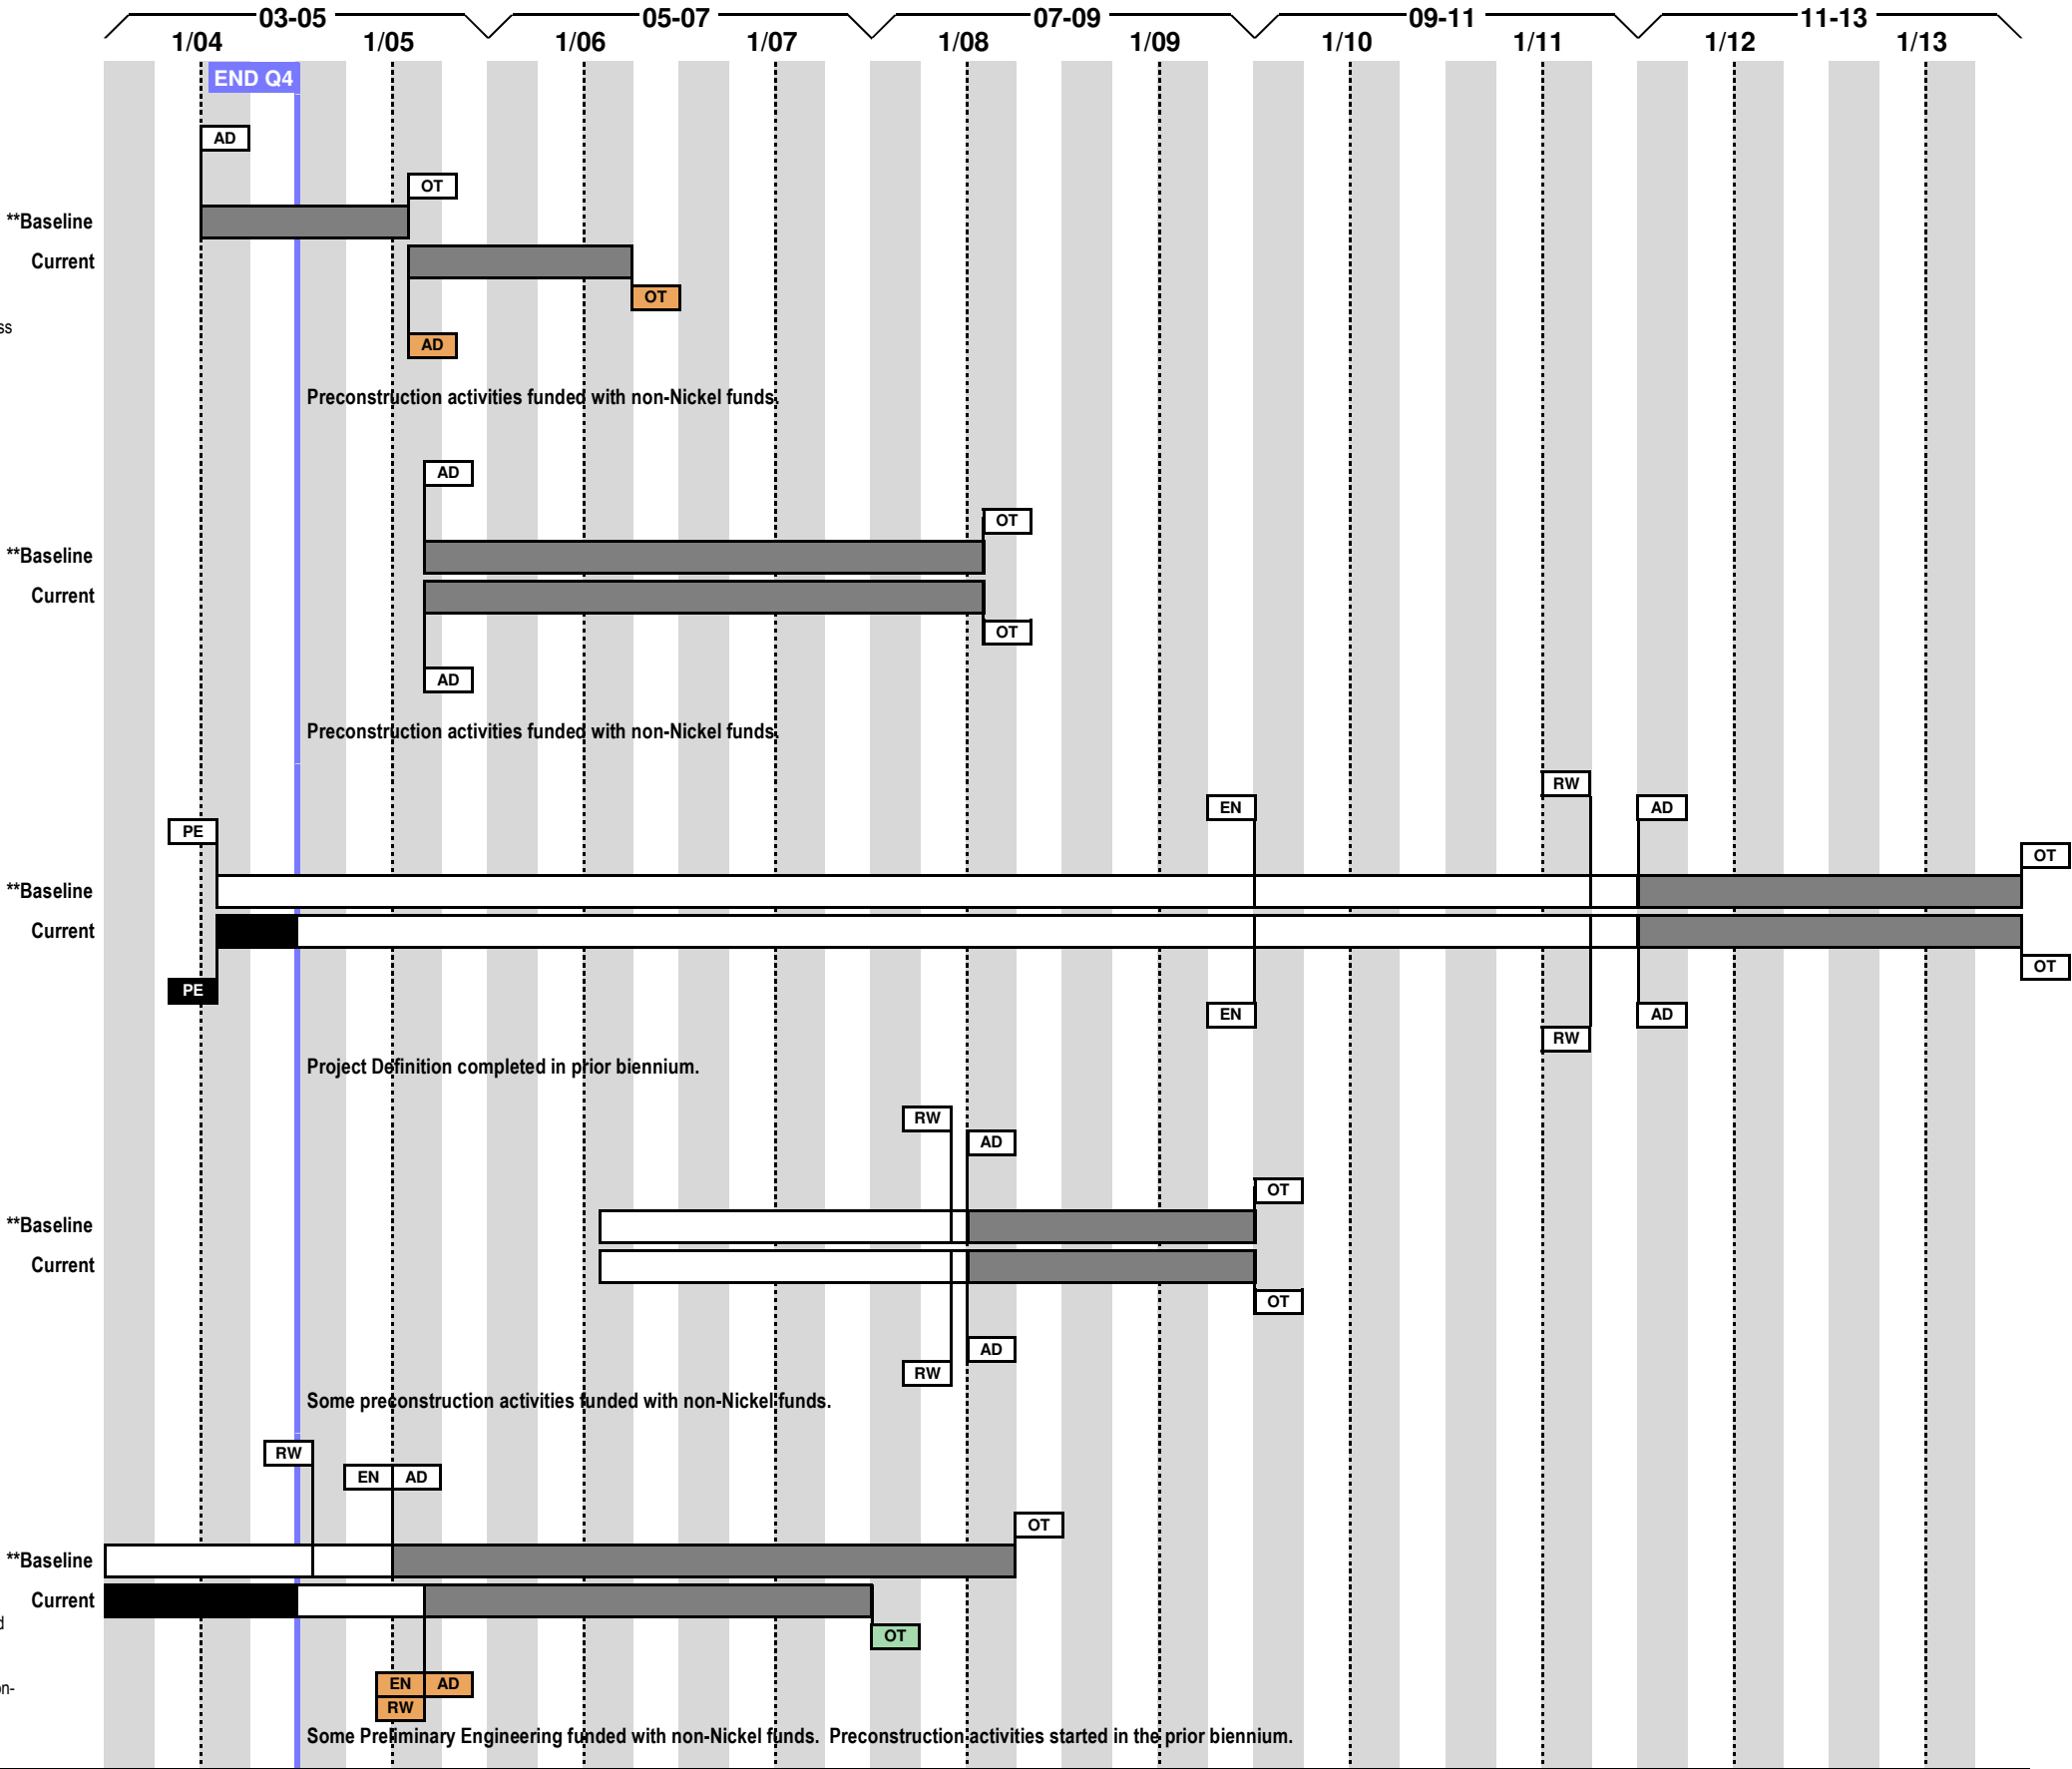 03-05 05-07 07-09 09-11 11-13
1/04 1/05 1/06 1/07 1/08 1/09 1/10 1/11 1/12 1/13
END Q4
AD
OT
**Baseline
Current
OT
ss
AD
Preconstruction activities funded with non-Nickel funds.
AD
OT
**Baseline
Current
OT
AD
Preconstruction activities funded with non-Nickel funds.
RW
EN AD
PE
OT
**Baseline
Current
OT
PE
EN AD
RW
Project Definition completed in prior biennium.
RW
AD
OT
**Baseline
Current
OT
AD
RW
Some preconstruction activities funded with non-Nickel funds.
RW
EN AD
OT
**Baseline
Current
d
OT
EN AD
on-
RW
Some Preliminary Engineering funded with non-Nickel funds. Preconstruction activities started in the prior biennium.